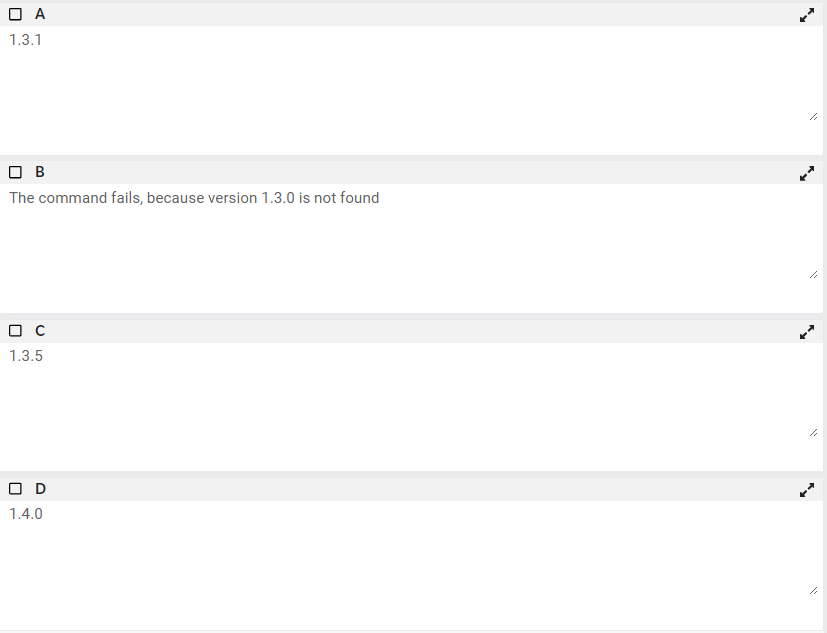 A
1.3.1
B
The command fails, because version 1.3.0 is not found
C
1.3.5
D
1.4.0